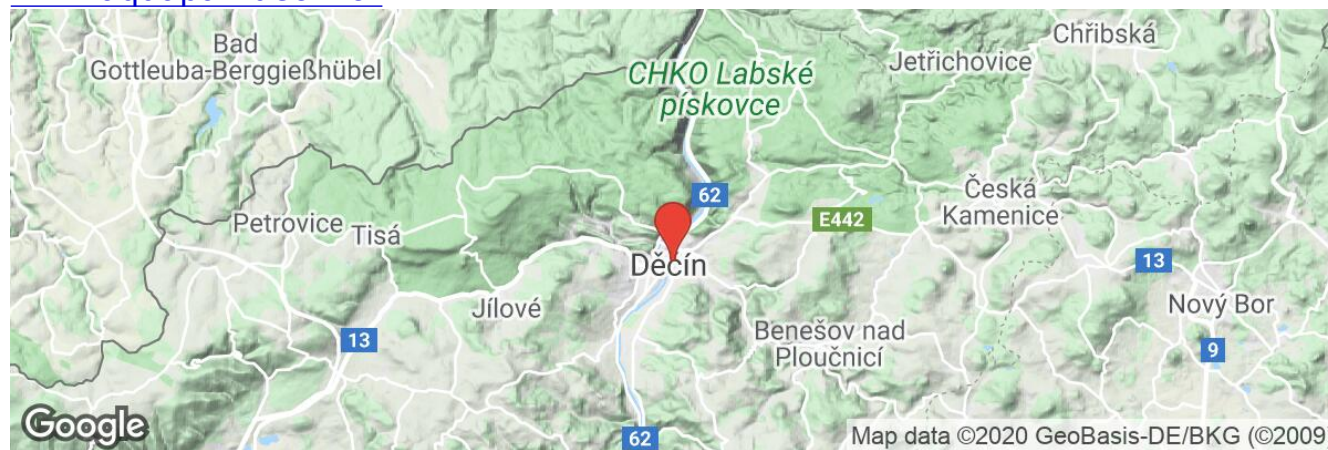 Bad
Gottleuba-Berggießhübel
CHKO Labské
pískovce
Chřibská
Jetřichovice
62
Česká
Kamenice
E442
Petrovice
Tisá
Děčín
13
Jílové
Nový Bor
Benešov nad
Ploučnicí
13
9
62
Google
Map data ©2020 GeoBasis-DE/BKG (©2009